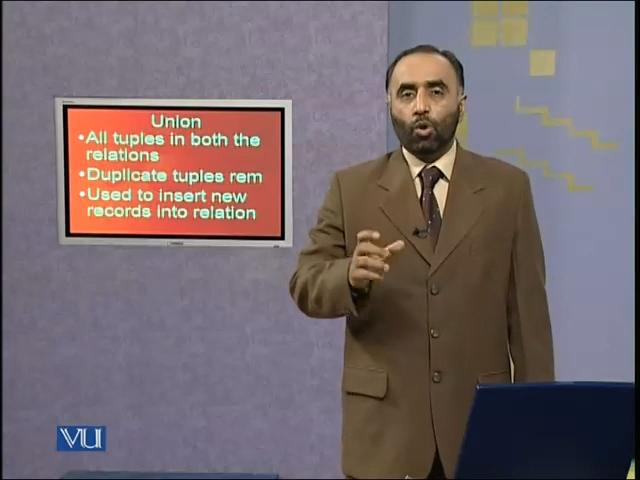 Union
•All tuples in both the
relations
•Duplicate tuples rem
•Used to insert new
records into relation
VU